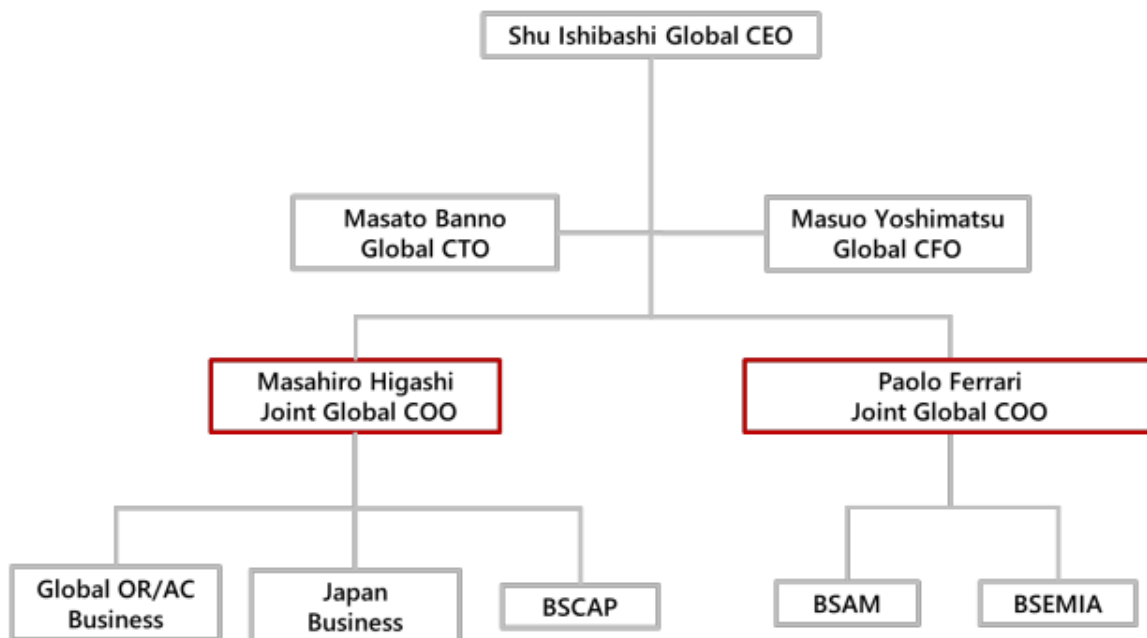 Shu Ishibashi Global CEO
Masato Banno
Global CTO
Masuo Yoshimatsu
Global CFO
Masahiro Higashi
Joint Global COO
Paolo Ferrari
Joint Global COO
Global OR/AC
Business
Japan
Business
BSCAP
BSAM
BSEMIA